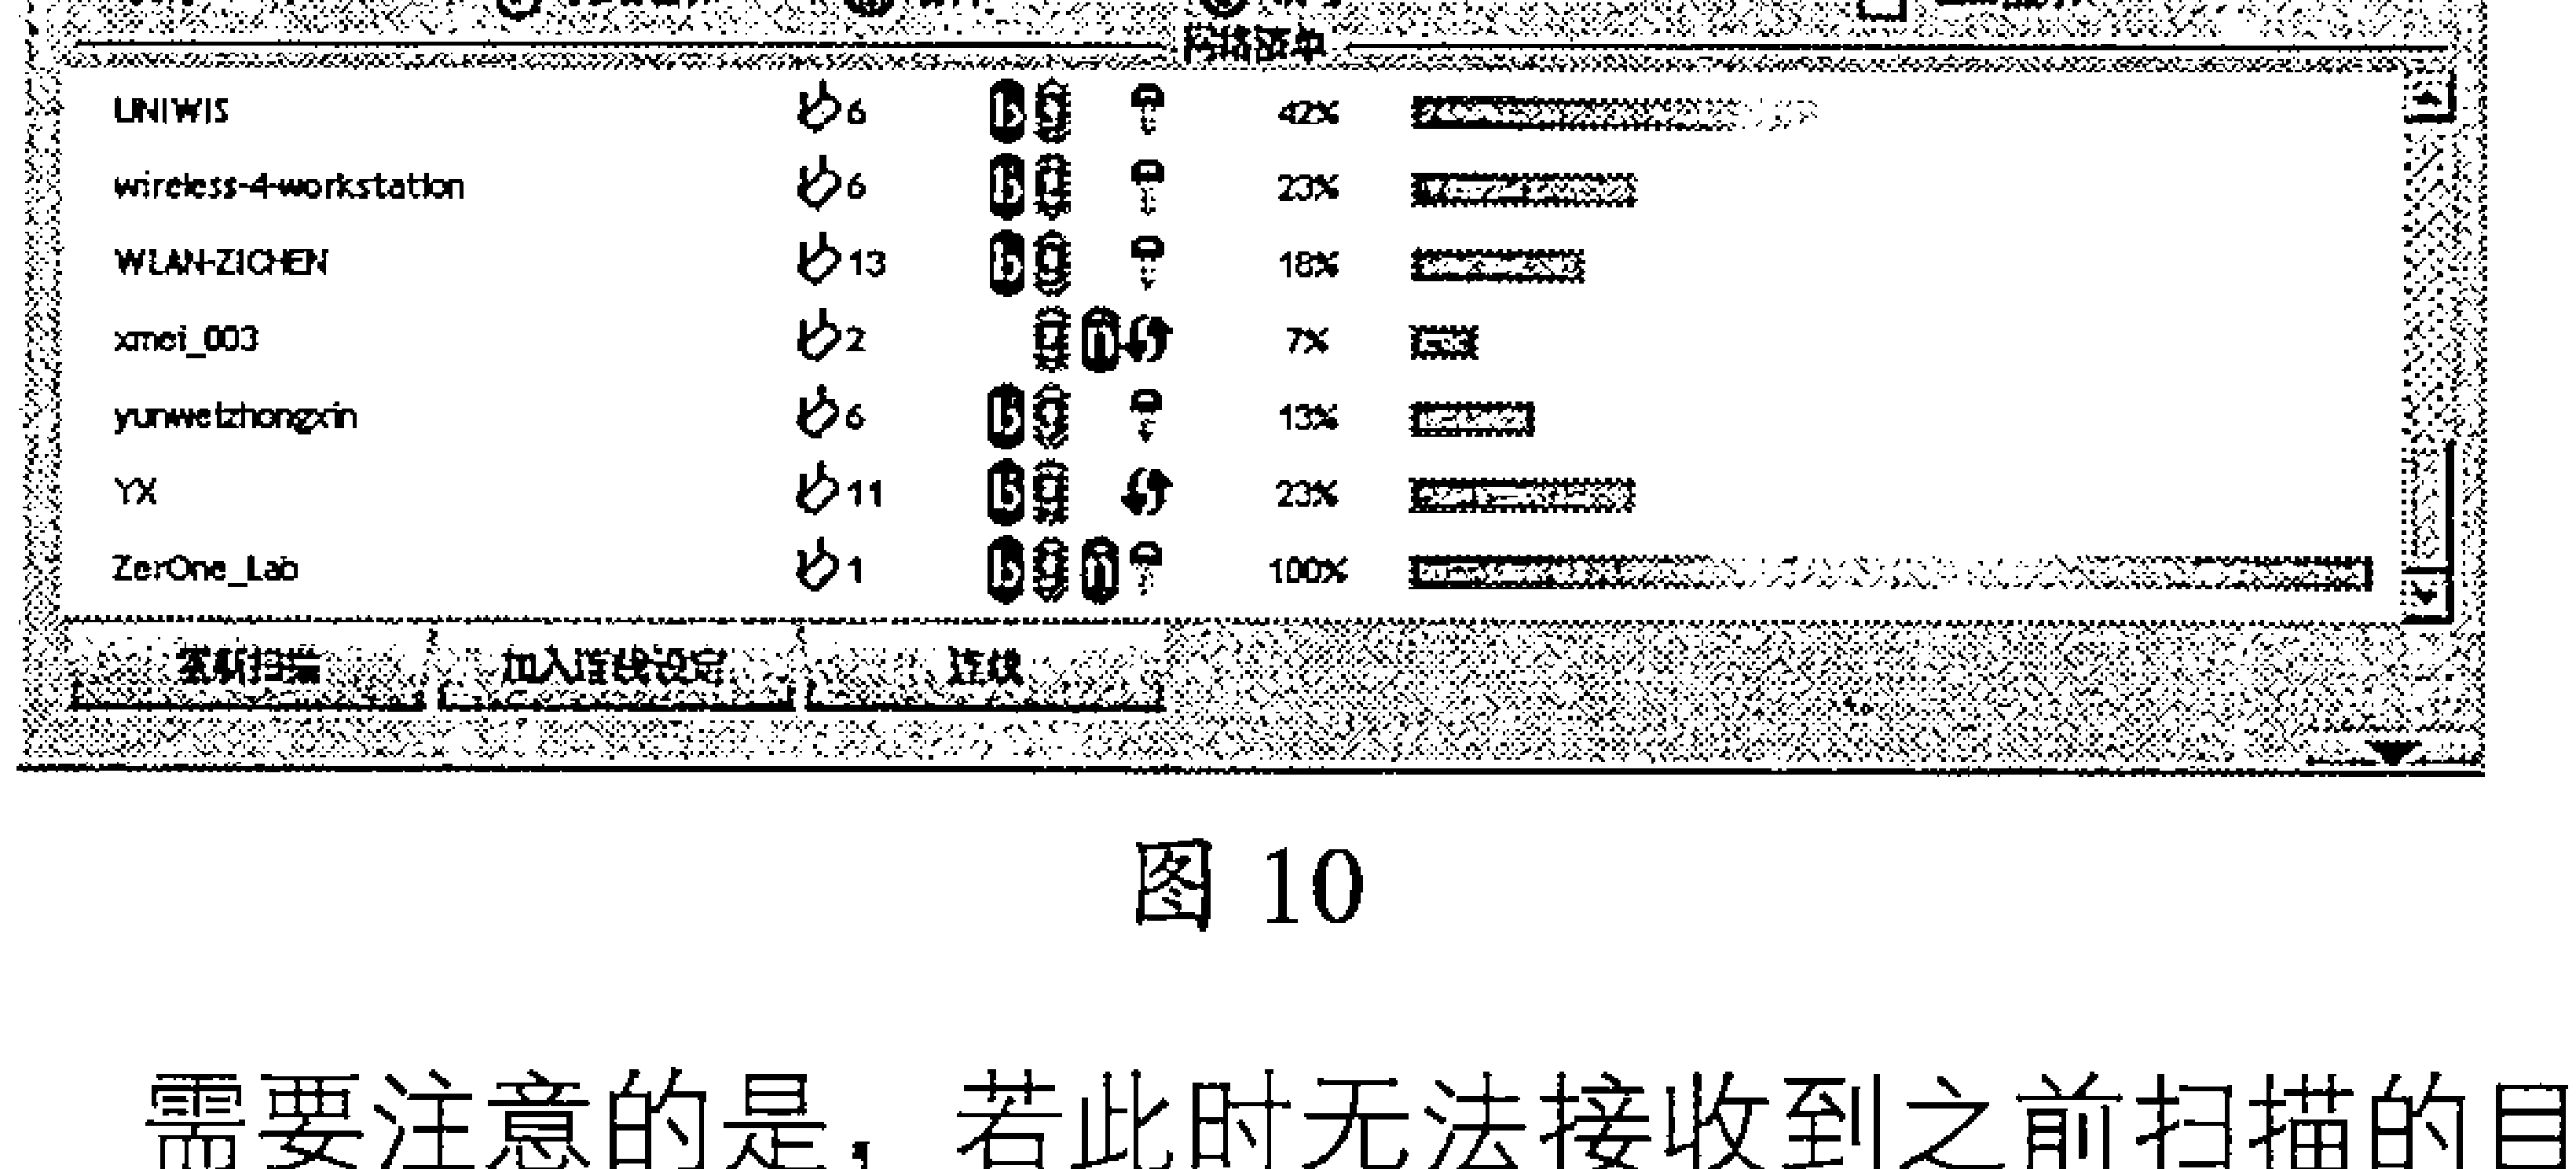 网络清单
UNIWIS 6 b g 42%
wireless-4-workstation 6 b g 23%
WLAN-ZICHEN 13 b g 18%
xmei_003 2 g n 7%
yunweizhongxin 6 b g 13%
YX 11 b g 23%
ZerOne_Lab 1 b g n 100%
重新扫描 加入连线设定 连线
图 10
需要注意的是，若此时无法接收到之前扫描的目